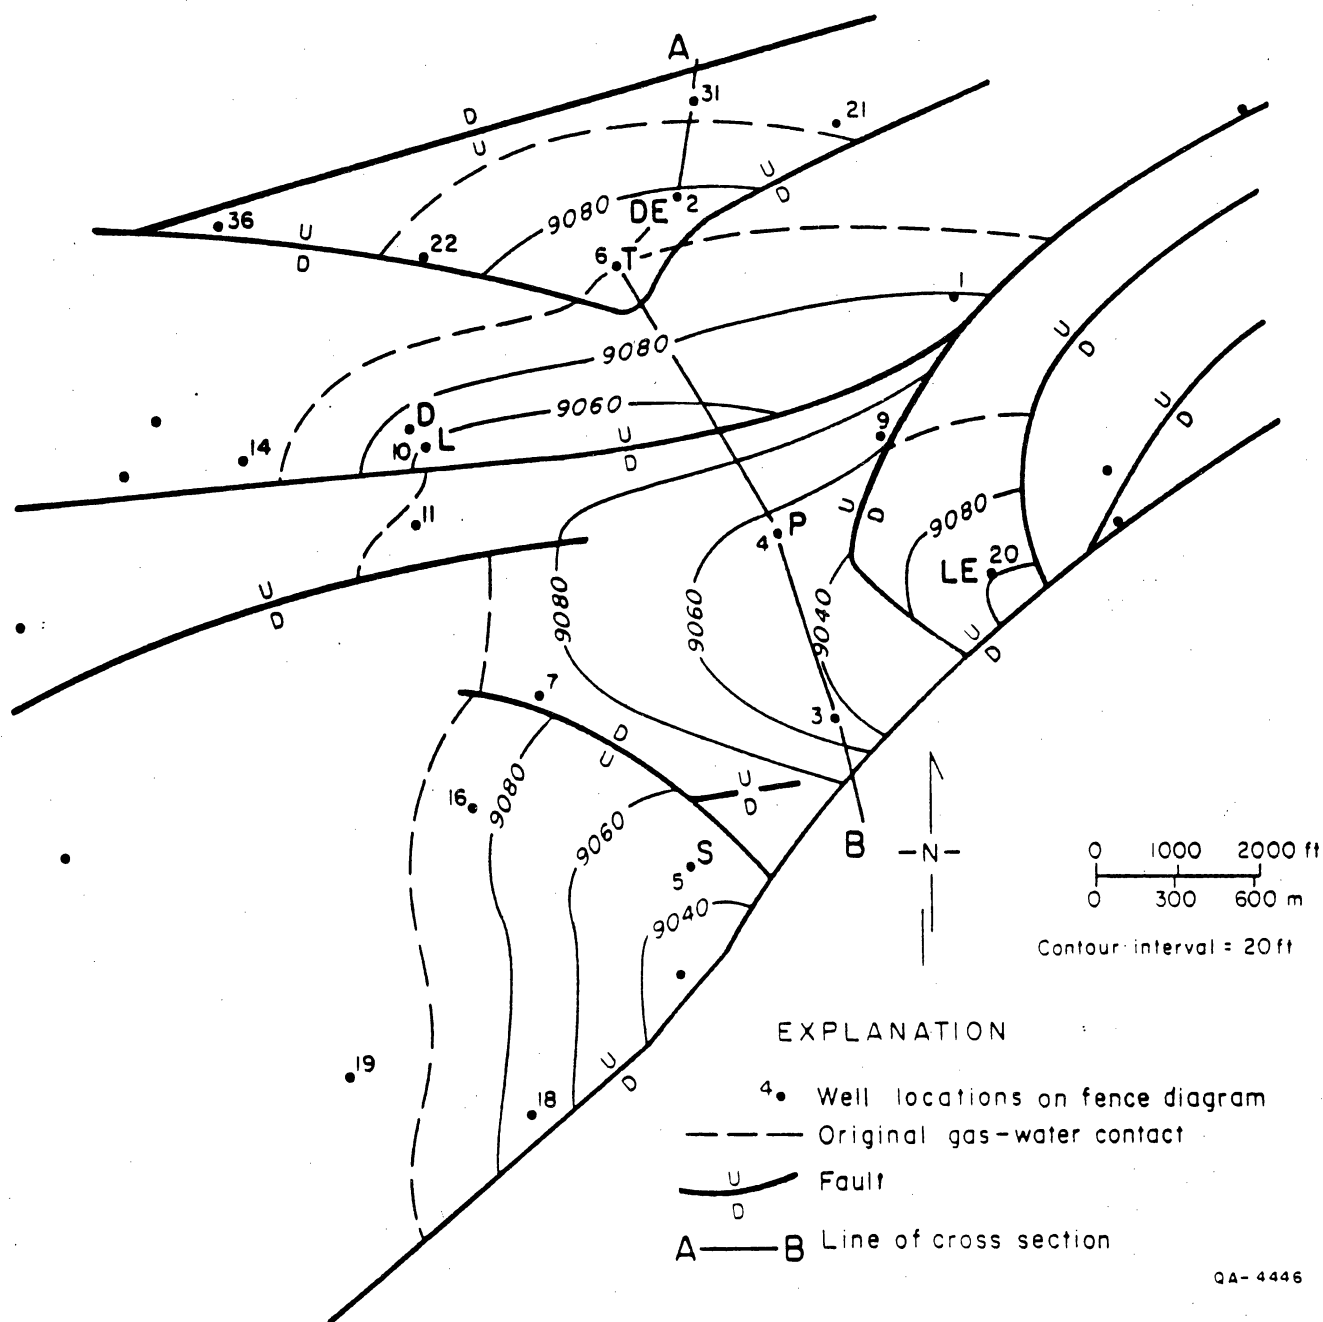 A
31
21
D
U
U
D
DE 2
9080
36
U
D
22
6 T
1
9080
U
D
D
9060
10 L
14
U
D
9
U
D
11
U
D
P
4
9080
LE 20
U
D
9080
9060
9040
U
D
7
3
D
U
U
D
16
9080
9060
S
5
9040
B
-N-
0 1000 2000 ft
0 300 600 m
Contour interval = 20 ft
19
18
U
D
EXPLANATION
4 Well locations on fence diagram
Original gas-water contact
U
D
Fault
A B Line of cross section
QA-4446